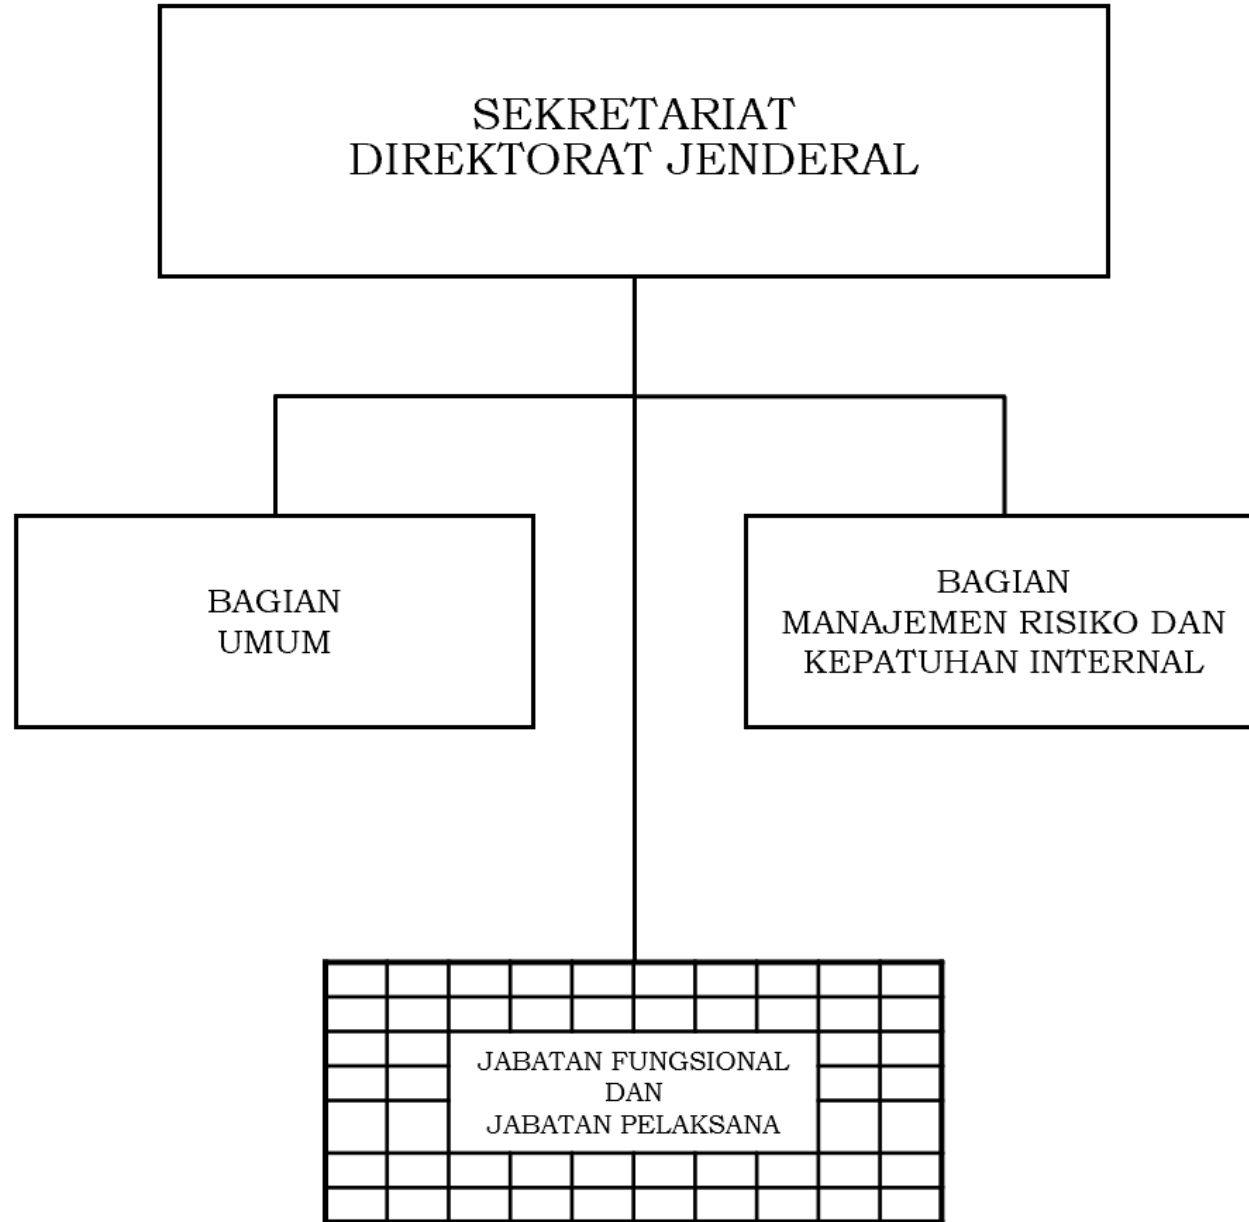 SEKRETARIAT
DIREKTORAT JENDERAL
BAGIAN
UMUM
BAGIAN
MANAJEMEN RISIKO DAN
KEPATUHAN INTERNAL
JABATAN FUNGSIONAL
DAN
JABATAN PELAKSANA